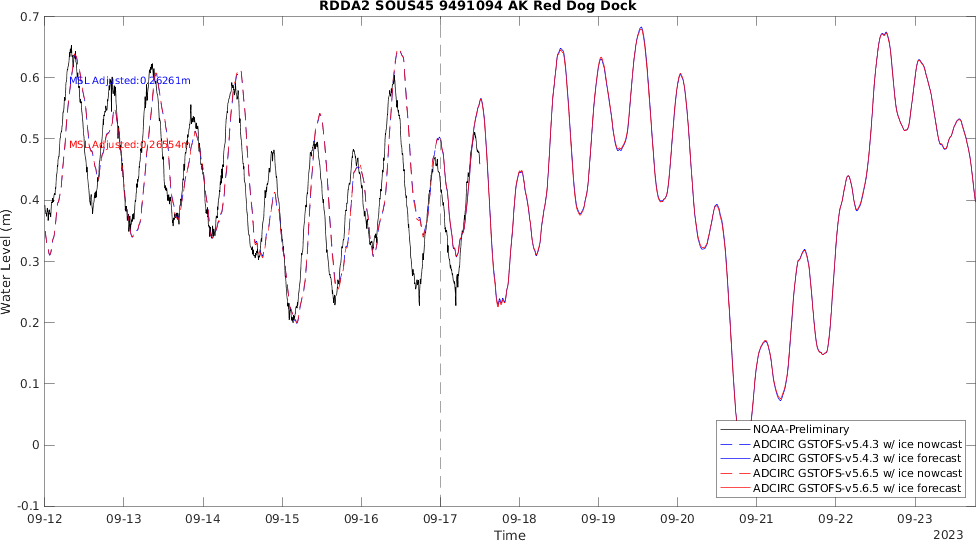 RDDA2 SOUS45 9491094 AK Red Dog Dock
0.7
0.6
0.5
0.4
0.3
0.2
0.1
0
-0.1
Water Level (m)
MSL Adjusted:0.26261m
MSL Adjusted:0.26554m
NOAA-Preliminary
ADCIRC GSTOFS-v5.4.3 w/ ice nowcast
ADCIRC GSTOFS-v5.4.3 w/ ice forecast
ADCIRC GSTOFS-v5.6.5 w/ ice nowcast
ADCIRC GSTOFS-v5.6.5 w/ ice forecast
09-12 09-13 09-14 09-15 09-16 09-17 09-18 09-19 09-20 09-21 09-22 09-23
Time
2023